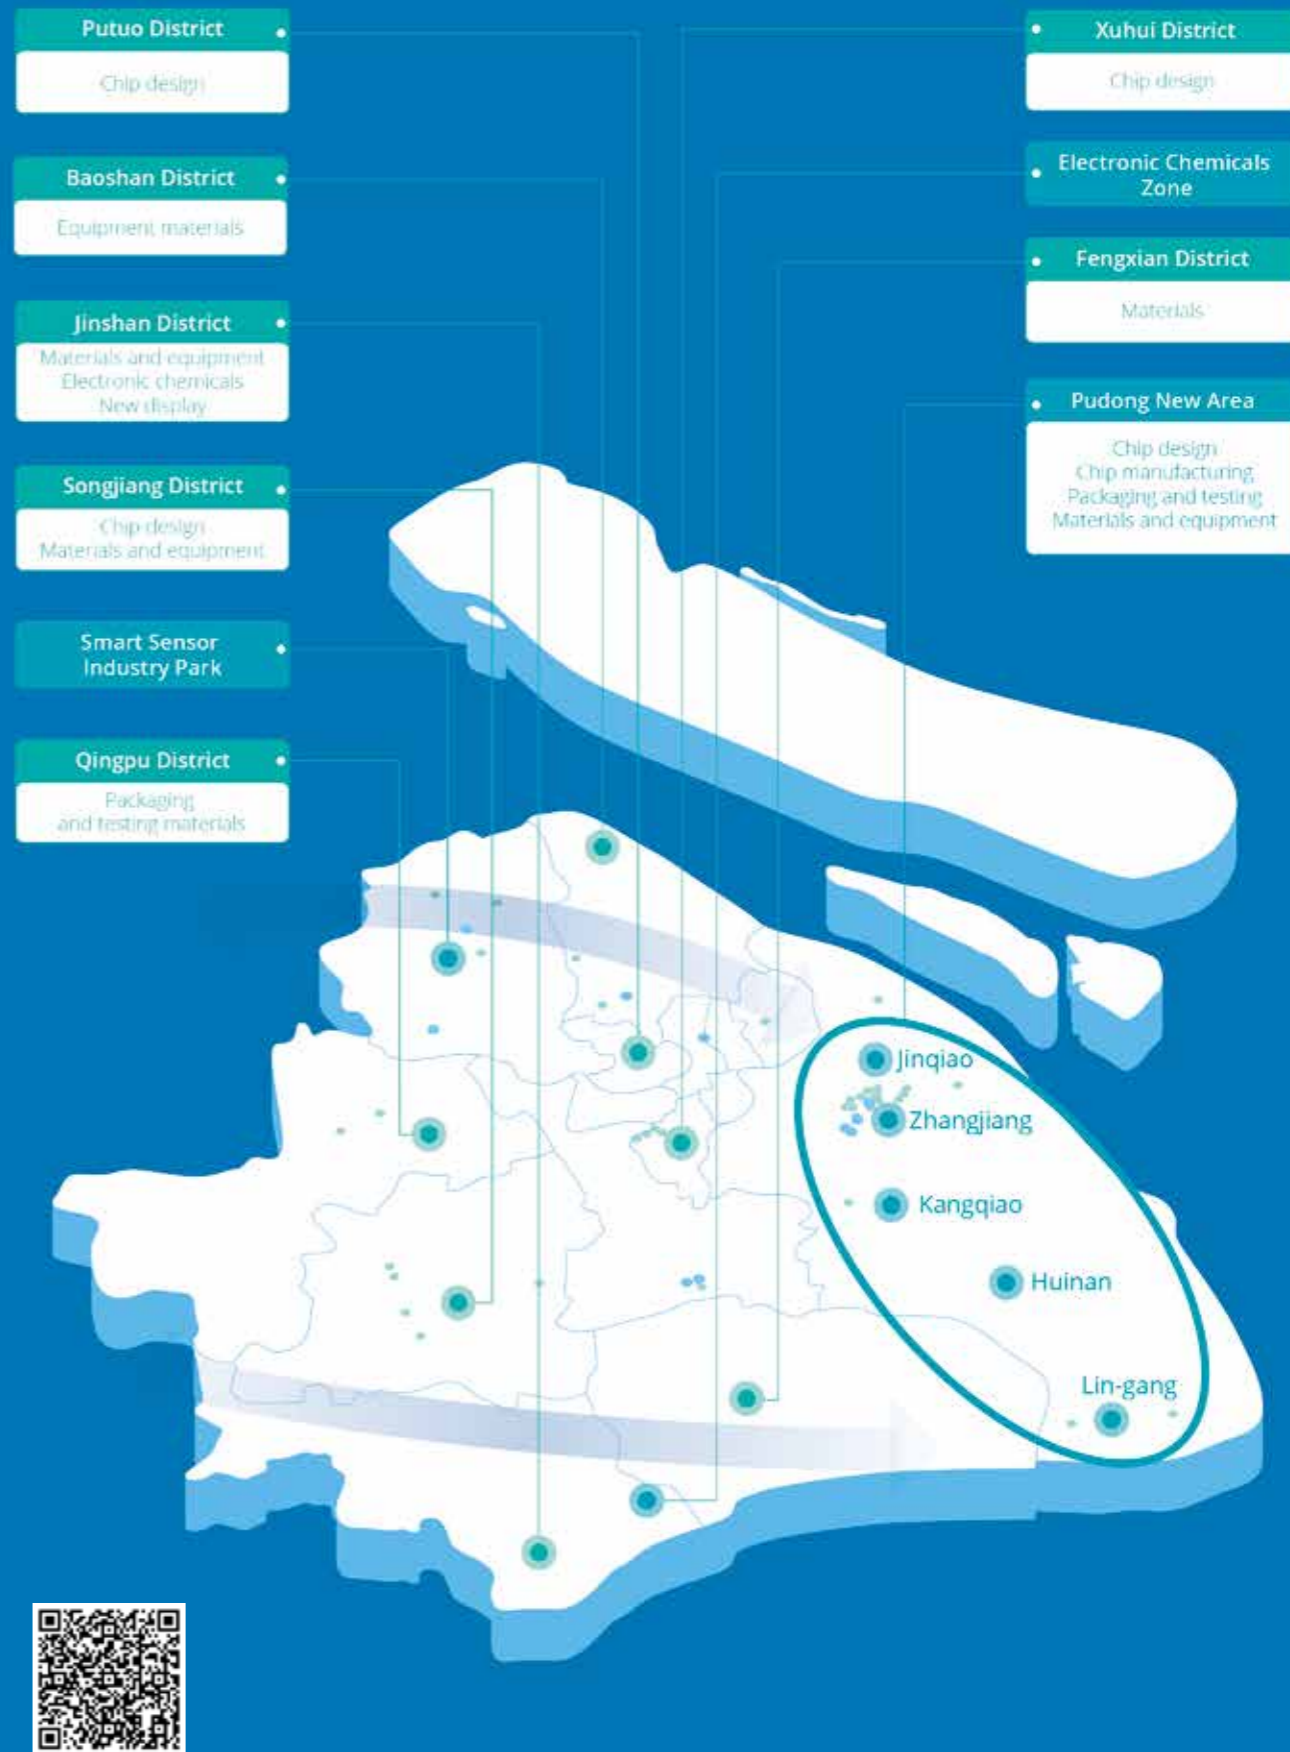 Putuo District
Chip design
Baoshan District
Equipment materials
Jinshan District
Materials and equipment
Electronic chemicals
New display
Songjiang District
Chip design
Materials and equipment
Smart Sensor
Industry Park
Qingpu District
Packaging
and testing materials
Xuhui District
Chip design
Electronic Chemicals
Zone
Fengxian District
Materials
Pudong New Area
Chip design
Chip manufacturing
Packaging and testing
Materials and equipment
Jinqiao
Zhangjiang
Kangqiao
Huinan
Lin-gang